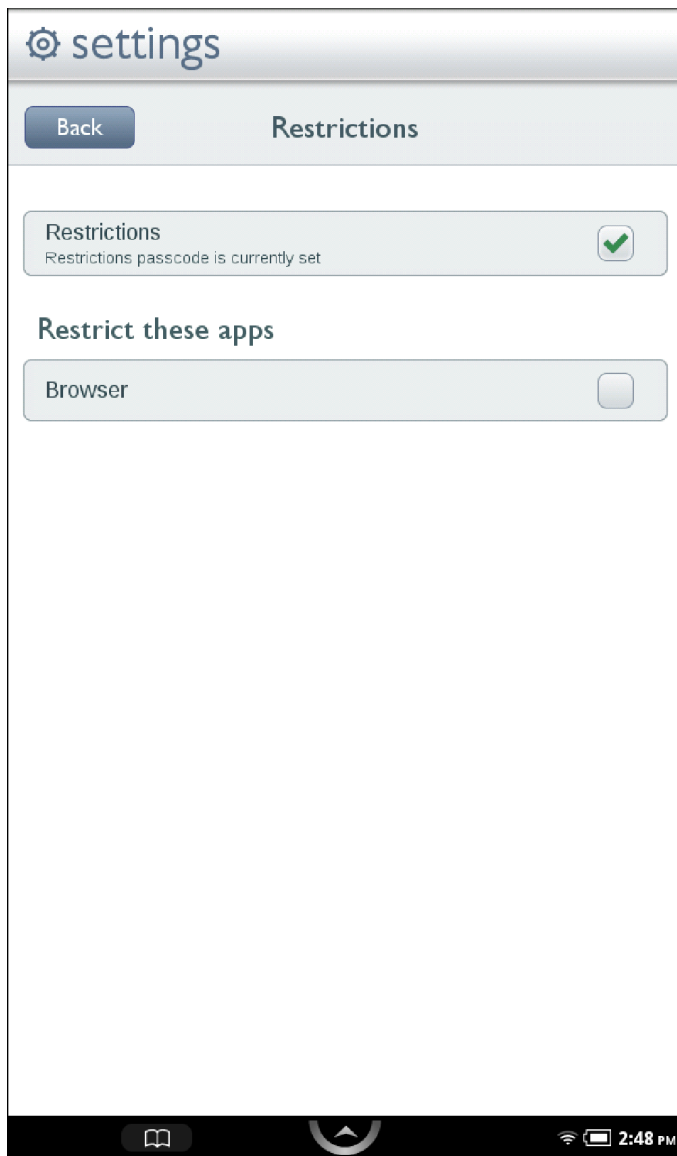 settings
Back
Restrictions
Restrictions
Restrictions passcode is currently set
Restrict these apps
Browser
2:48 PM